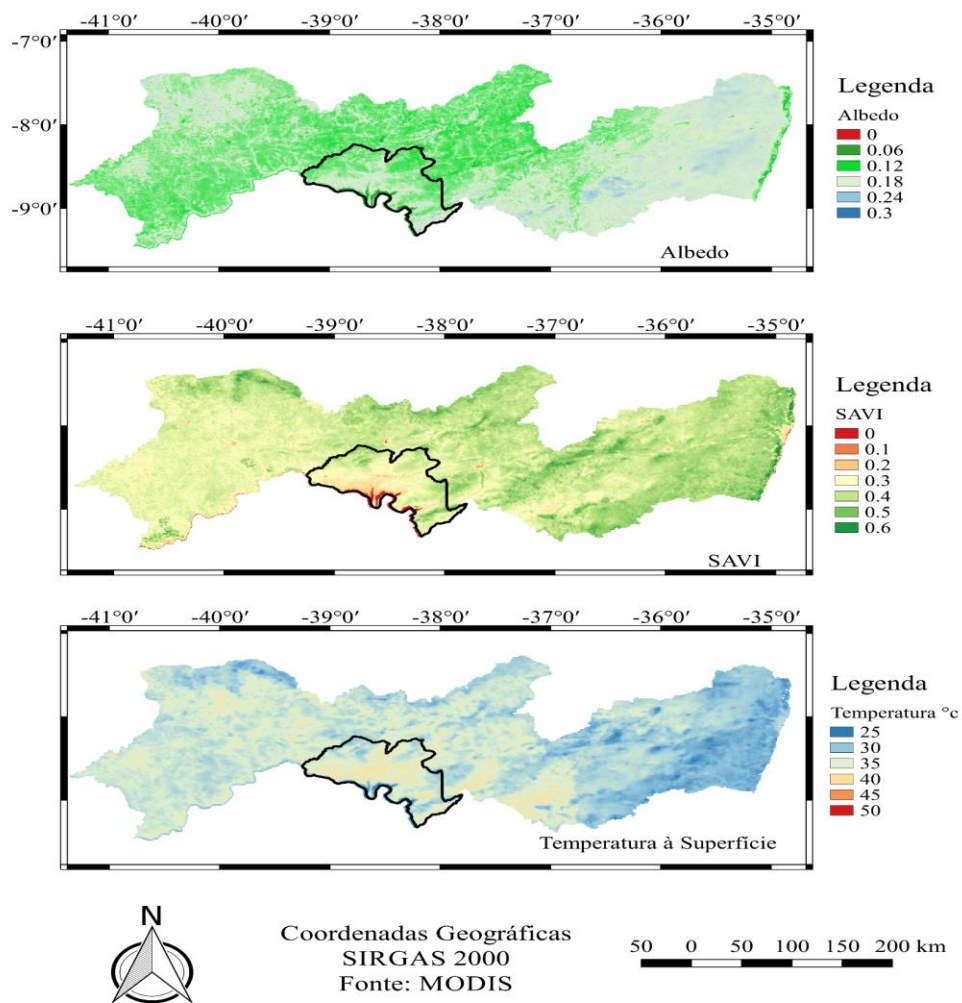 -41°0′ -40°0′ -39°0′ -38°0′ -37°0′ -36°0′ -35°0′
-7°0′
-8°0′
-9°0′
Albedo
Legenda
Albedo
0
0.06
0.12
0.18
0.24
0.3
-41°0′ -40°0′ -39°0′ -38°0′ -37°0′ -36°0′ -35°0′
SAVI
Legenda
SAVI
0
0.1
0.2
0.3
0.4
0.5
0.6
-41°0′ -40°0′ -39°0′ -38°0′ -37°0′ -36°0′ -35°0′
Temperatura à Superfície
Legenda
Temperatura °c
25
30
35
40
45
50
N
Coordenadas Geográficas
SIRGAS 2000
Fonte: MODIS
50 0 50 100 150 200 km